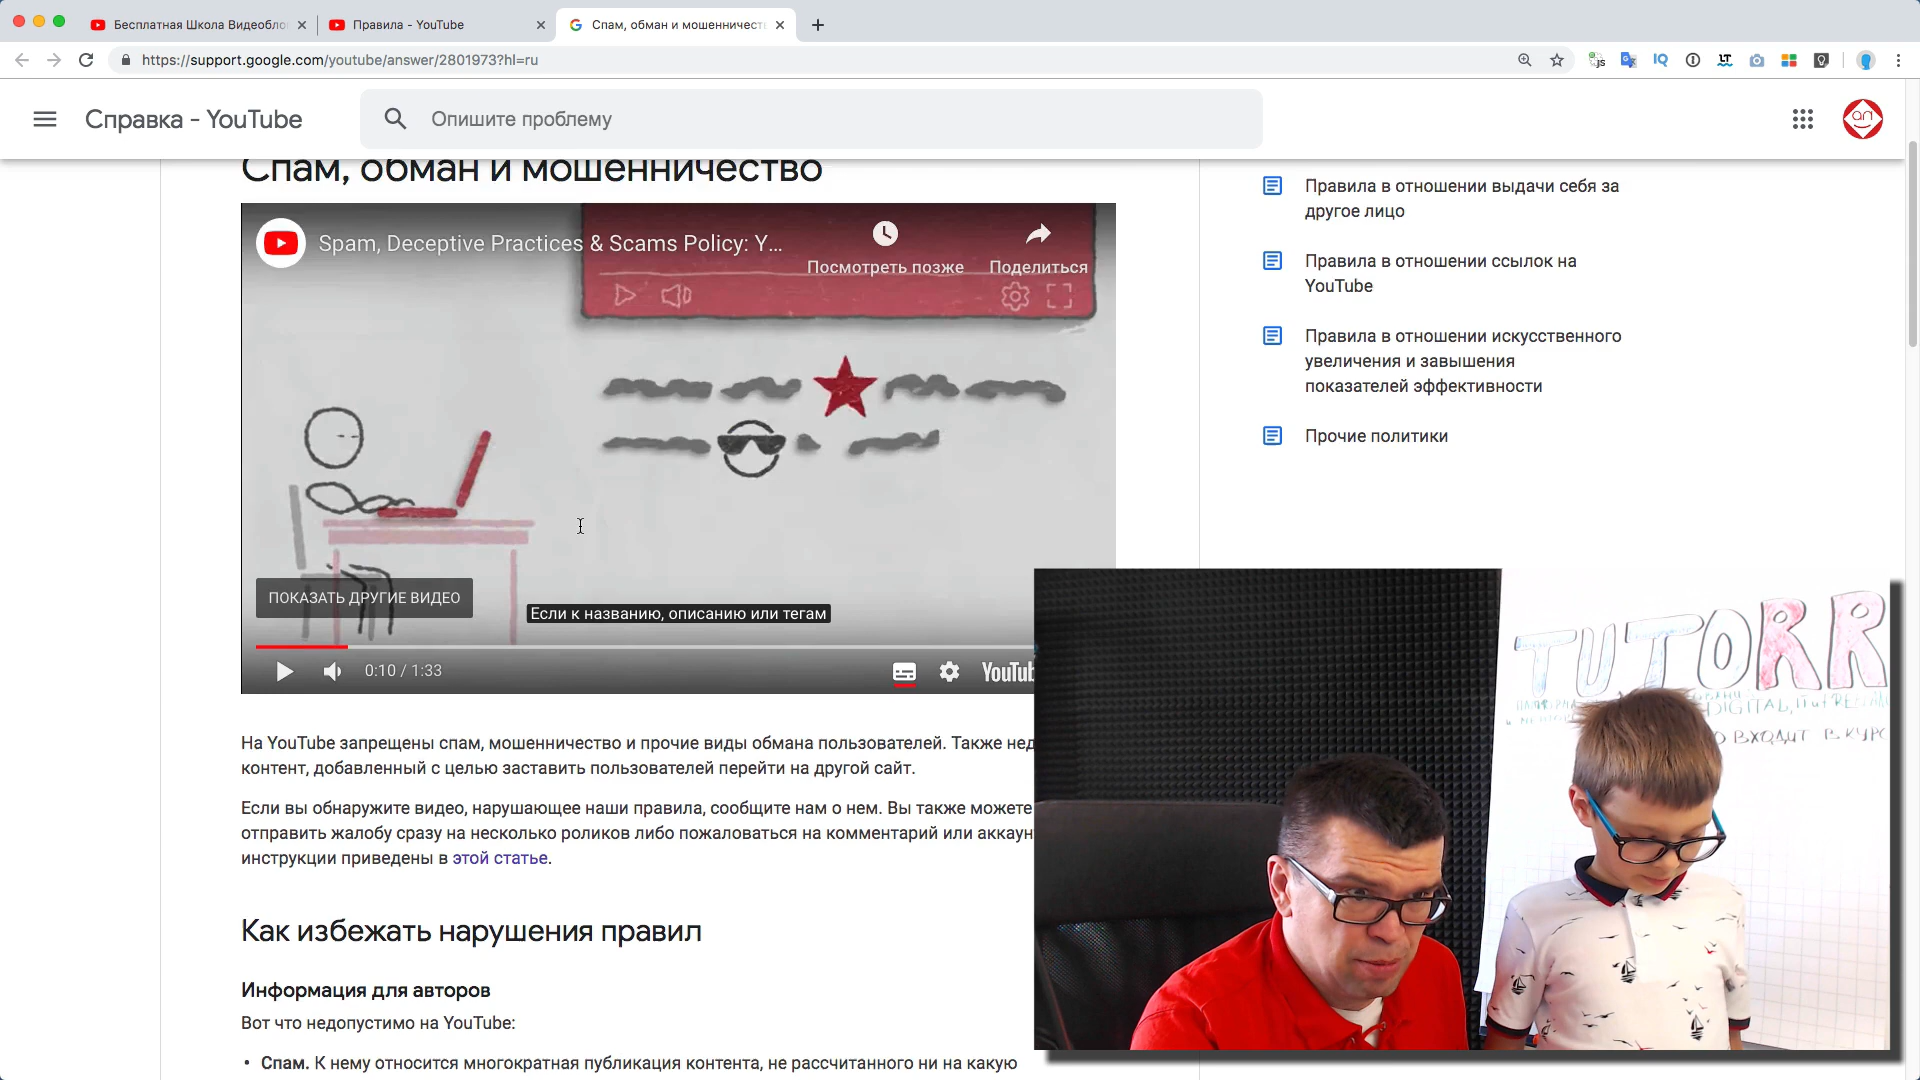 Бесплатная Школа Видеобло
Правила - YouTube
Спам, обман и мошенничест
https://support.google.com/youtube/answer/2801973?hl=ru
Справка - YouTube
Опишите проблему
Спам, обман и мошенничество
Spam, Deceptive Practices & Scams Policy: Y...
Посмотреть позже
Поделиться
ПОКАЗАТЬ ДРУГИЕ ВИДЕО
Если к названию, описанию или тегам
0:10 / 1:33
YouTub
На YouTube запрещены спам, мошенничество и прочие виды обмана пользователей. Также нед
контент, добавленный с целью заставить пользователей перейти на другой сайт.
Если вы обнаружите видео, нарушающее наши правила, сообщите нам о нем. Вы также можете
отправить жалобу сразу на несколько роликов либо пожаловаться на комментарий или аккаун
инструкции приведены в этой статье.
Как избежать нарушения правил
Информация для авторов
Вот что недопустимо на YouTube:
• Спам. К нему относится многократная публикация контента, не рассчитанного ни на какую
Правила в отношении выдачи себя за
другое лицо
Правила в отношении ссылок на
YouTube
Правила в отношении искусственного
увеличения и завышения
показателей эффективности
Прочие политики
TUTORR
DIGITAL, IT
О ВХОДИТ В КУРС